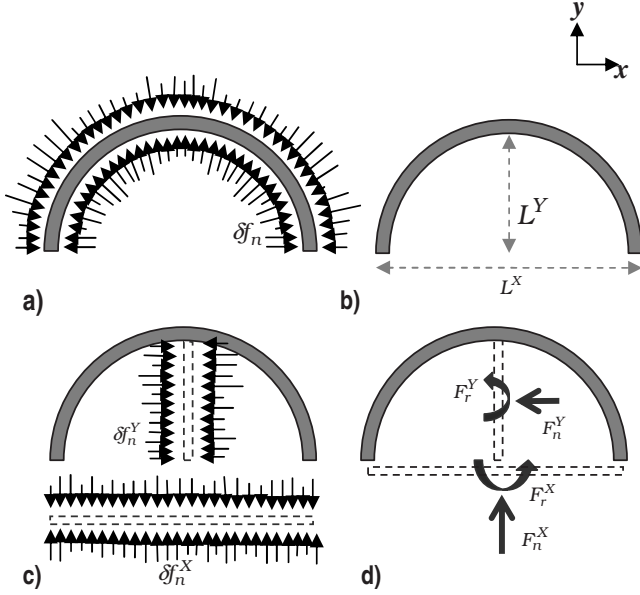 y
x
δf_n
L^Y
a)
b)
L^X
δf_n^Y
F_r^Y
F_n^Y
F_r^X
F_n^X
c)
δf_n^X
d)